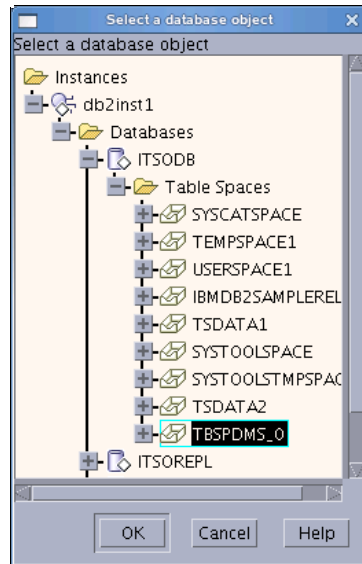 Select a database object
Select a database object
Instances
db2inst1
Databases
ITSODB
Table Spaces
SYSCATSPACE
TEMPSPACE1
USERSPACE1
IBMDB2SAMPLEREL
TSDATA1
SYSTOOLSPACE
SYSTOOLSTMPSPAC
TSDATA2
TBSPDMS_0
ITSOREPL
OK Cancel Help